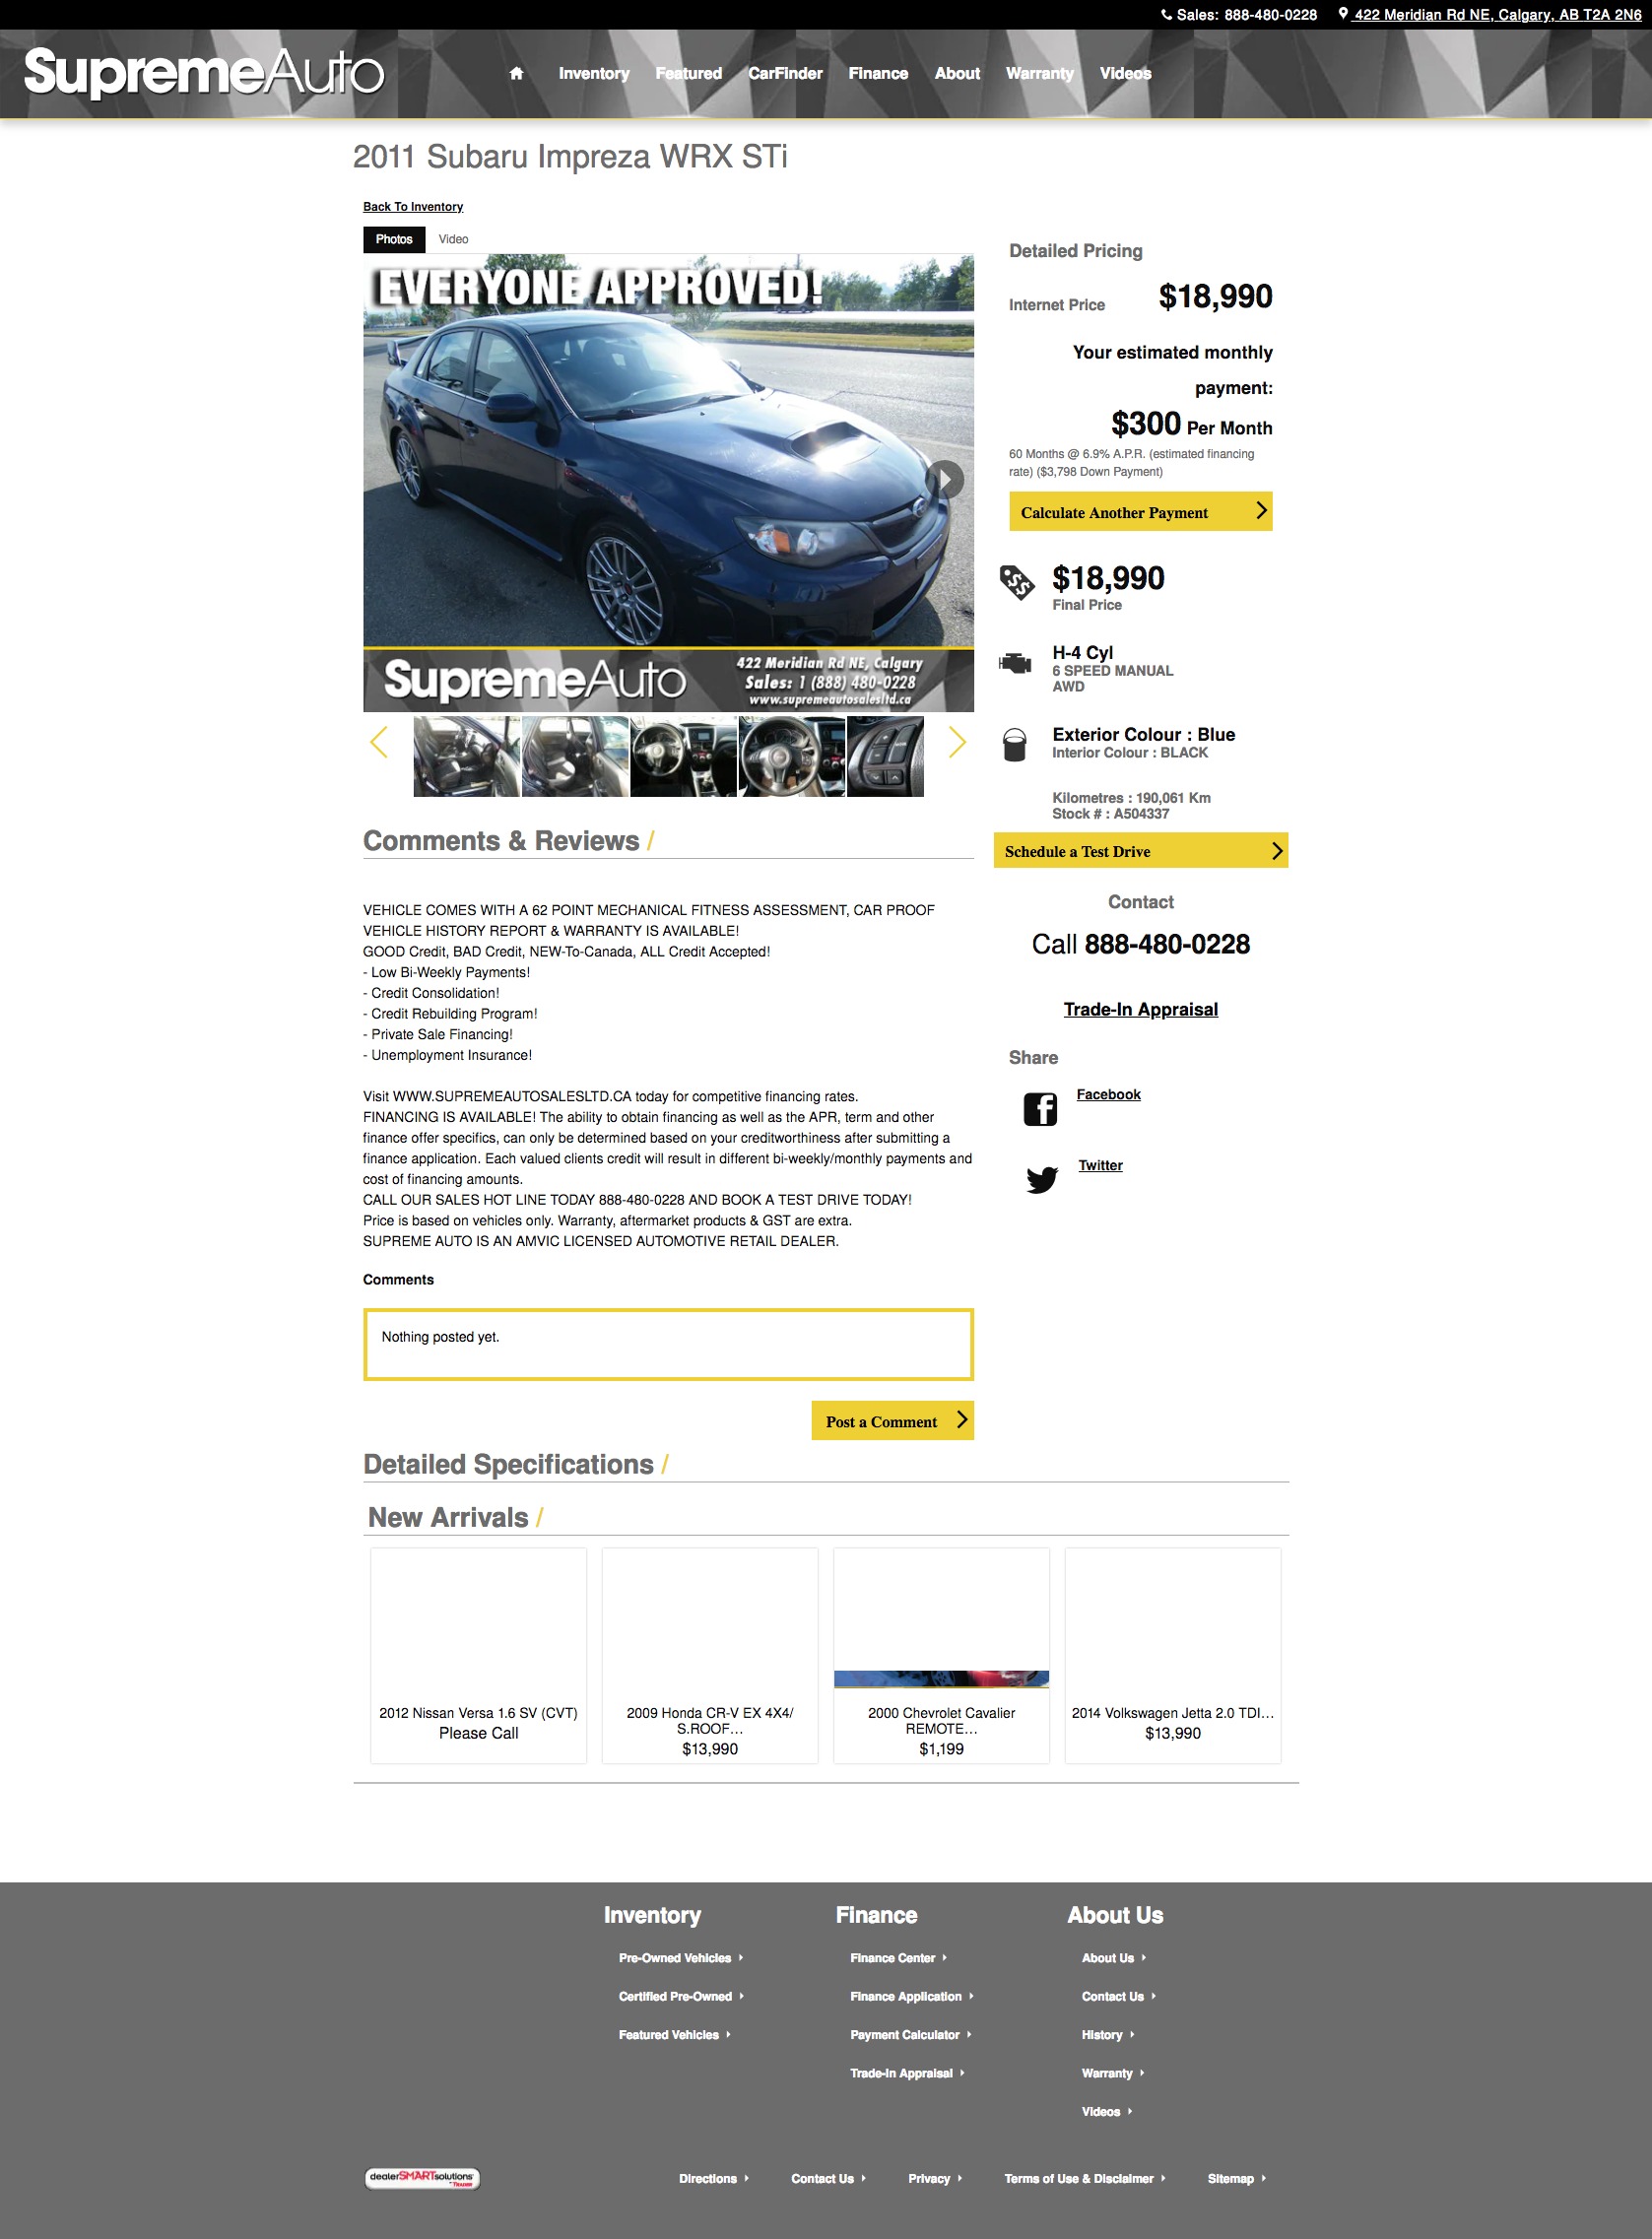 Sales: 888-480-0228 422 Meridian Rd NE, Calgary, AB T2A 2N6
SupremeAuto
Inventory Featured CarFinder Finance About Warranty Videos
2011 Subaru Impreza WRX STi
Back To Inventory
Photos Video
EVERYONE APPROVED!
SupremeAuto
422 Meridian Rd NE, Calgary
Sales: 1 (888) 480-0228
www.supremeautosalesltd.ca
Detailed Pricing
Internet Price $18,990
Your estimated monthly
payment:
$300 Per Month
60 Months @ 6.9% A.P.R. (estimated financing
rate) ($3,798 Down Payment)
Calculate Another Payment
$18,990
Final Price
H-4 Cyl
6 SPEED MANUAL
AWD
Exterior Colour : Blue
Interior Colour : BLACK
Kilometres : 190,061 Km
Stock # : A504337
Schedule a Test Drive
Contact
Call 888-480-0228
Trade-In Appraisal
Share
Facebook
Twitter
Comments & Reviews /
VEHICLE COMES WITH A 62 POINT MECHANICAL FITNESS ASSESSMENT, CAR PROOF
VEHICLE HISTORY REPORT & WARRANTY IS AVAILABLE!
GOOD Credit, BAD Credit, NEW-To-Canada, ALL Credit Accepted!
- Low Bi-Weekly Payments!
- Credit Consolidation!
- Credit Rebuilding Program!
- Private Sale Financing!
- Unemployment Insurance!
Visit WWW.SUPREMEAUTOSALESLTD.CA today for competitive financing rates.
FINANCING IS AVAILABLE! The ability to obtain financing as well as the APR, term and other
finance offer specifics, can only be determined based on your creditworthiness after submitting a
finance application. Each valued clients credit will result in different bi-weekly/monthly payments and
cost of financing amounts.
CALL OUR SALES HOT LINE TODAY 888-480-0228 AND BOOK A TEST DRIVE TODAY!
Price is based on vehicles only. Warranty, aftermarket products & GST are extra.
SUPREME AUTO IS AN AMVIC LICENSED AUTOMOTIVE RETAIL DEALER.
Comments
Nothing posted yet.
Post a Comment
Detailed Specifications /
New Arrivals /
2012 Nissan Versa 1.6 SV (CVT)
Please Call
2009 Honda CR-V EX 4X4/
S.ROOF...
$13,990
2000 Chevrolet Cavalier
REMOTE...
$1,199
2014 Volkswagen Jetta 2.0 TDI...
$13,990
Inventory
Pre-Owned Vehicles
Certified Pre-Owned
Featured Vehicles
Finance
Finance Center
Finance Application
Payment Calculator
Trade-In Appraisal
About Us
About Us
Contact Us
History
Warranty
Videos
dealerSMARTsolutions
by TRADER
Directions Contact Us Privacy Terms of Use & Disclaimer Sitemap